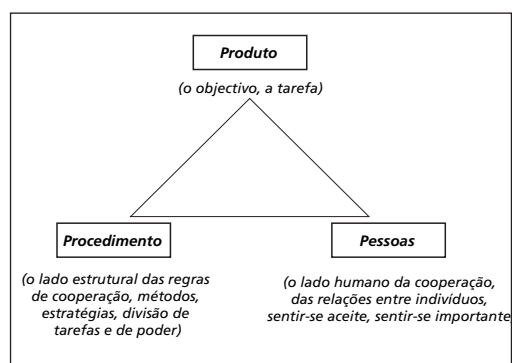 Produto
(o objectivo, a tarefa)
Procedimento
(o lado estrutural das regras
de cooperação, métodos,
estratégias, divisão de
tarefas e de poder)
Pessoas
(o lado humano da cooperação,
das relações entre indivíduos,
sentir-se aceite, sentir-se importante